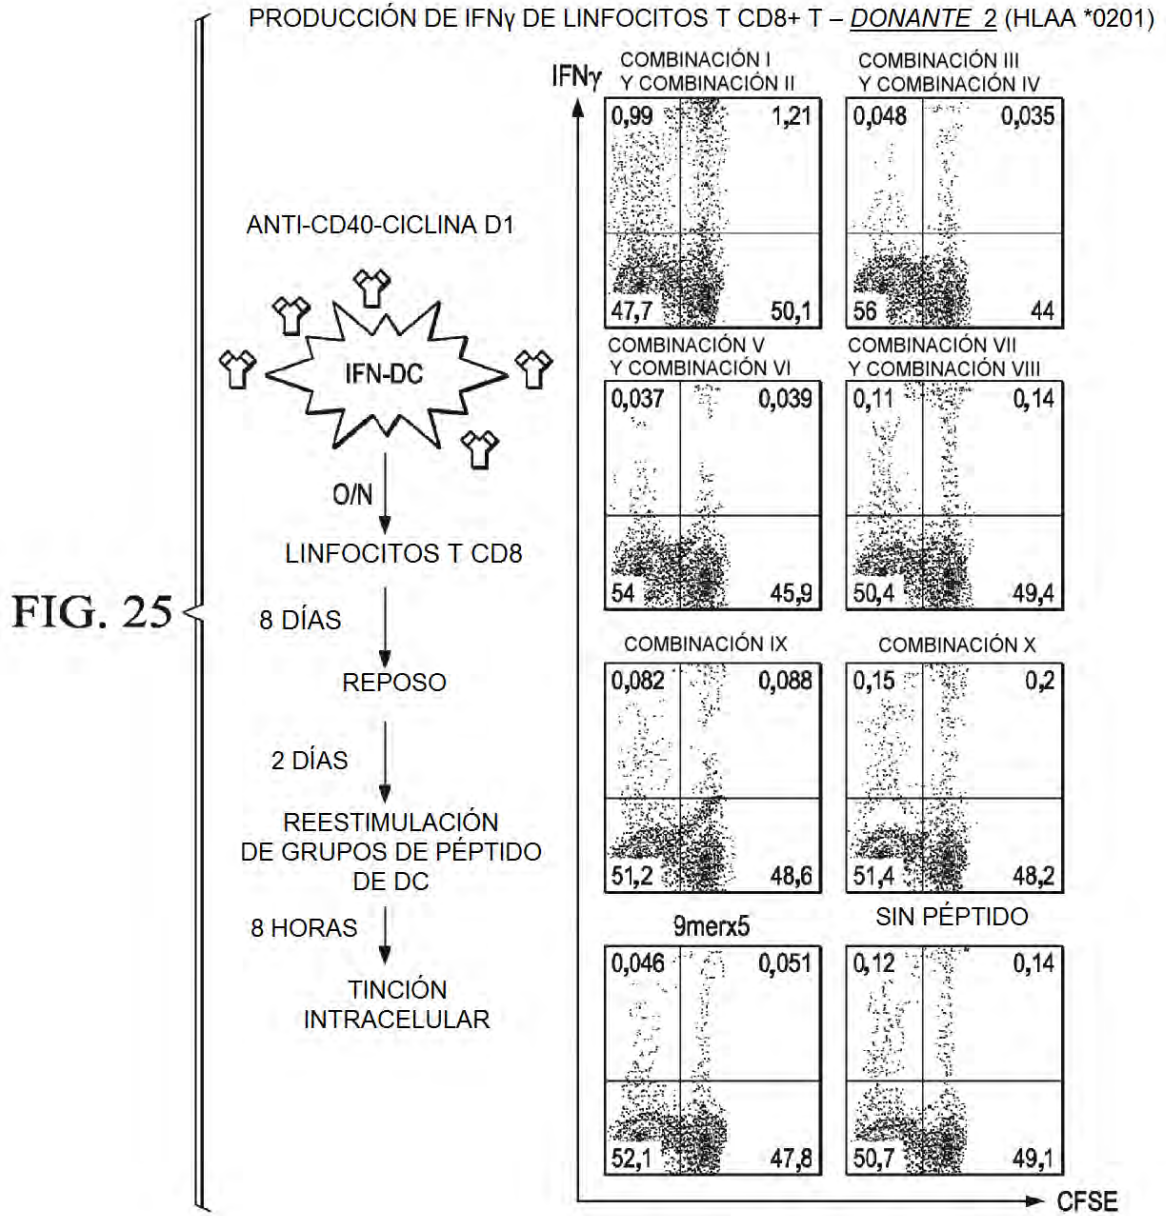 PRODUCCIÓN DE IFNγ DE LINFOCITOS T CD8+ T – DONANTE 2 (HLAA *0201)
FIG. 25
ANTI-CD40-CICLINA D1
IFN-DC
O/N
LINFOCITOS T CD8
8 DÍAS
REPOSO
2 DÍAS
REESTIMULACIÓN
DE GRUPOS DE PÉPTIDO
DE DC
8 HORAS
TINCIÓN
INTRACELULAR
IFNγ
COMBINACIÓN I
Y COMBINACIÓN II
0,99 1,21
47,7 50,1
COMBINACIÓN III
Y COMBINACIÓN IV
0,048 0,035
56 44
COMBINACIÓN V
Y COMBINACIÓN VI
0,037 0,039
54 45,9
COMBINACIÓN VII
Y COMBINACIÓN VIII
0,11 0,14
50,4 49,4
COMBINACIÓN IX
0,082 0,088
51,2 48,6
COMBINACIÓN X
0,15 0,2
51,4 48,2
9merx5
0,046 0,051
52,1 47,8
SIN PÉPTIDO
0,12 0,14
50,7 49,1
CFSE